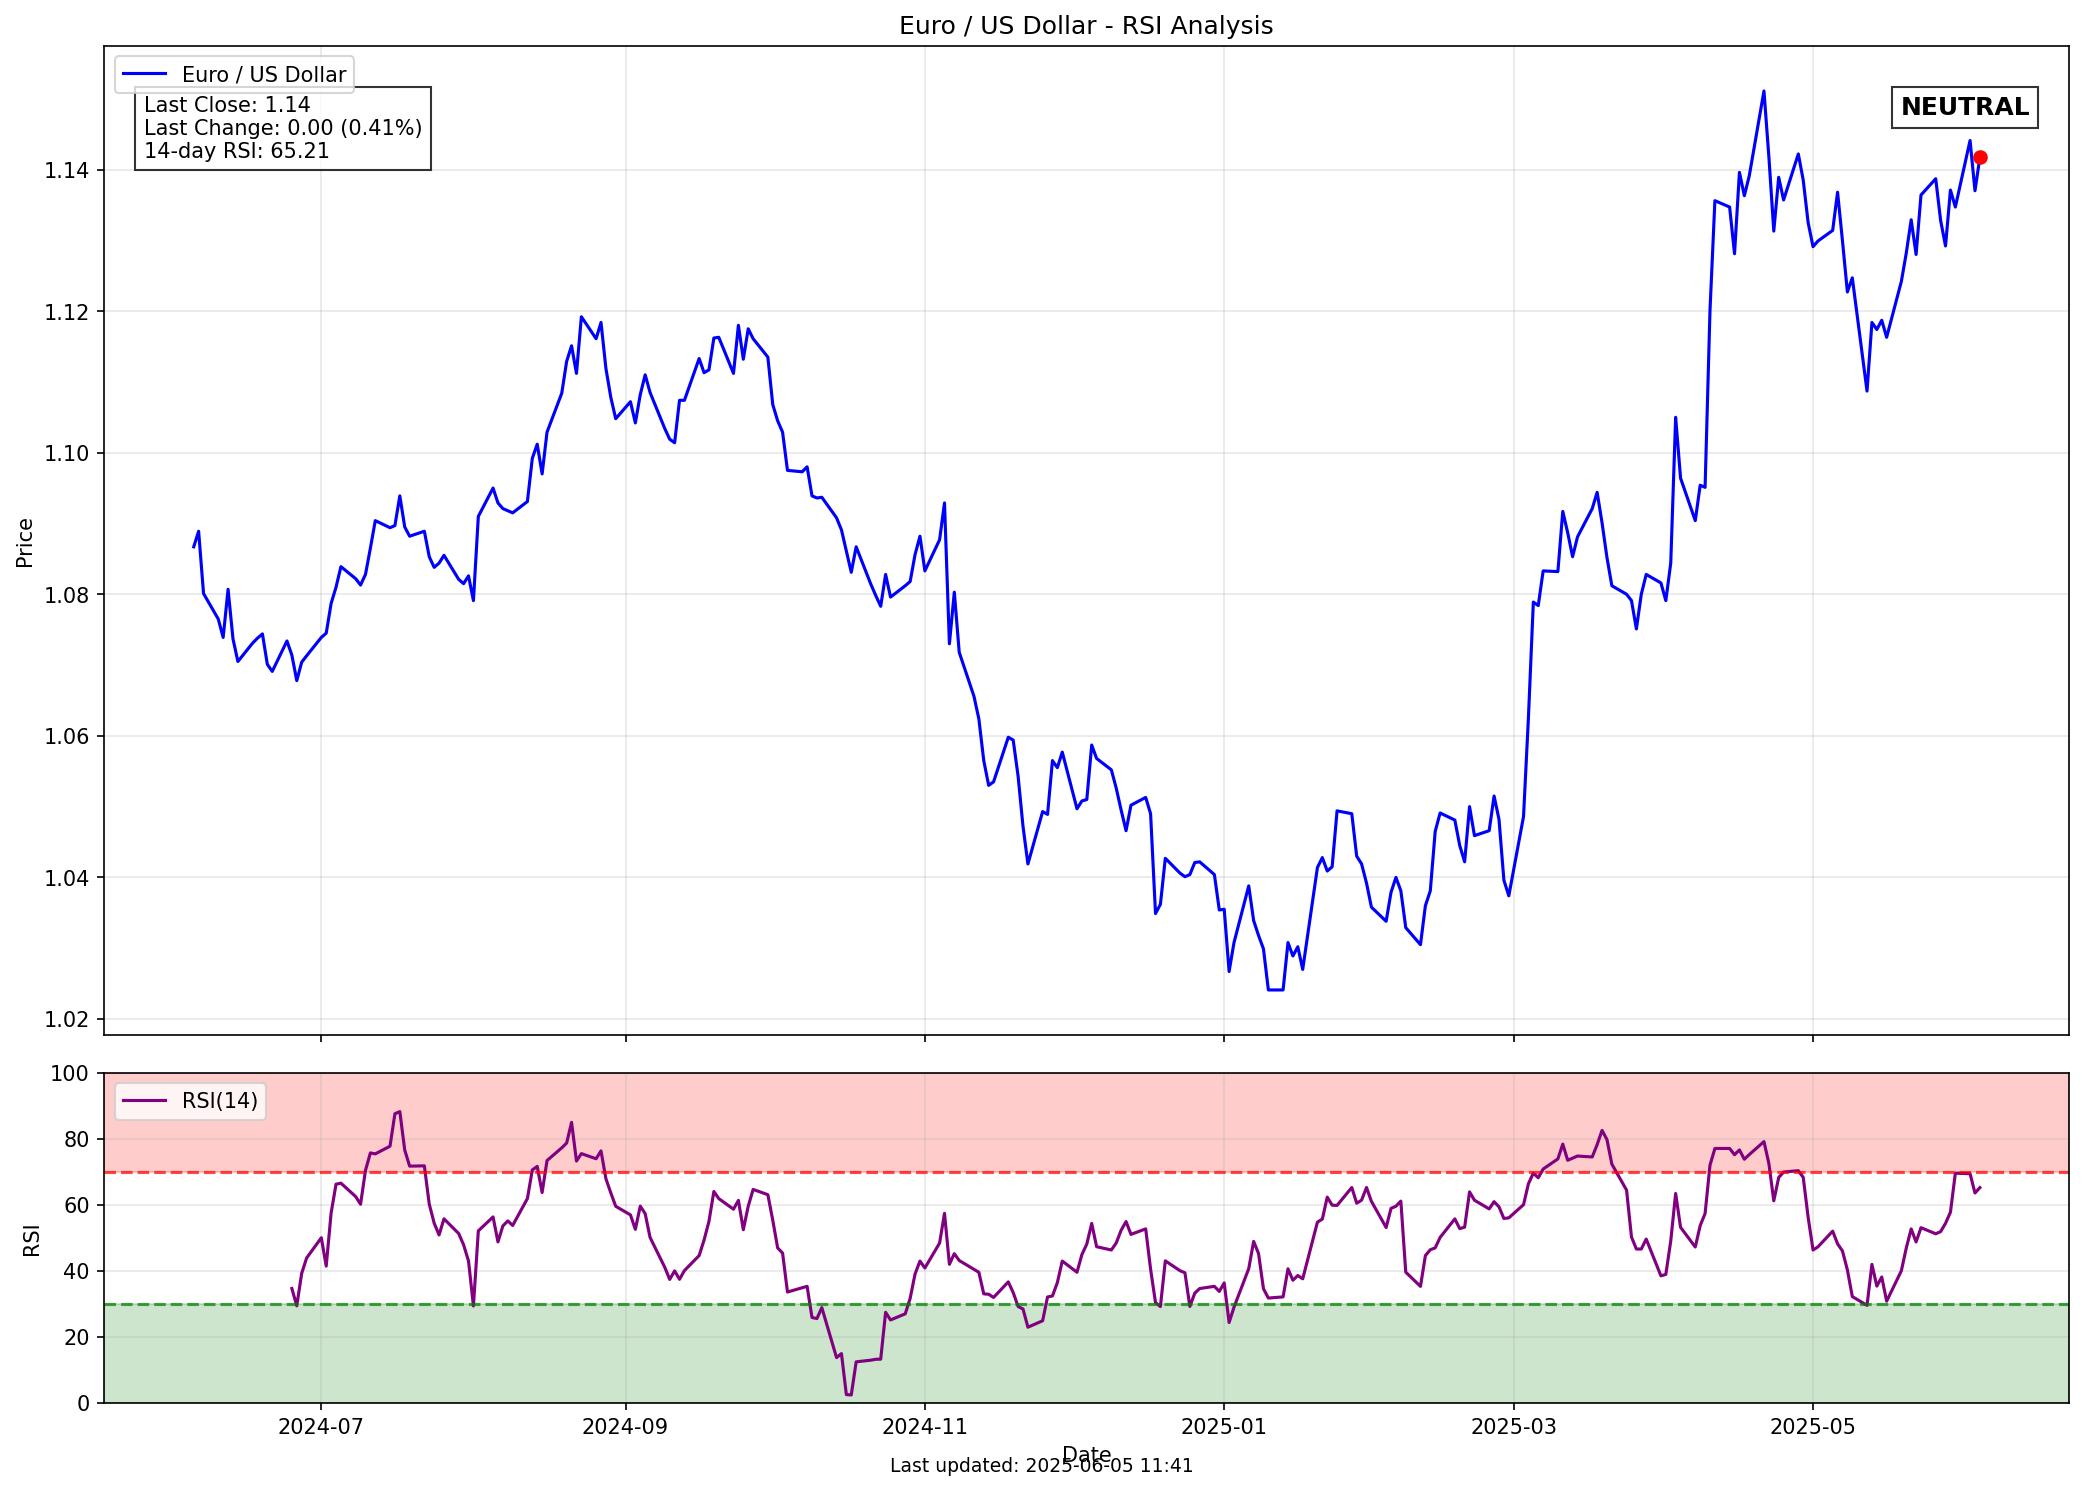 Euro / US Dollar - RSI Analysis
Euro / US Dollar
Last Close: 1.14
Last Change: 0.00 (0.41%)
14-day RSI: 65.21
NEUTRAL
Price
1.14
1.12
1.10
1.08
1.06
1.04
1.02
RSI(14)
RSI
100
80
60
40
20
0
2024-07
2024-09
2024-11
2025-01
2025-03
2025-05
Date
Last updated: 2025-06-05 11:41